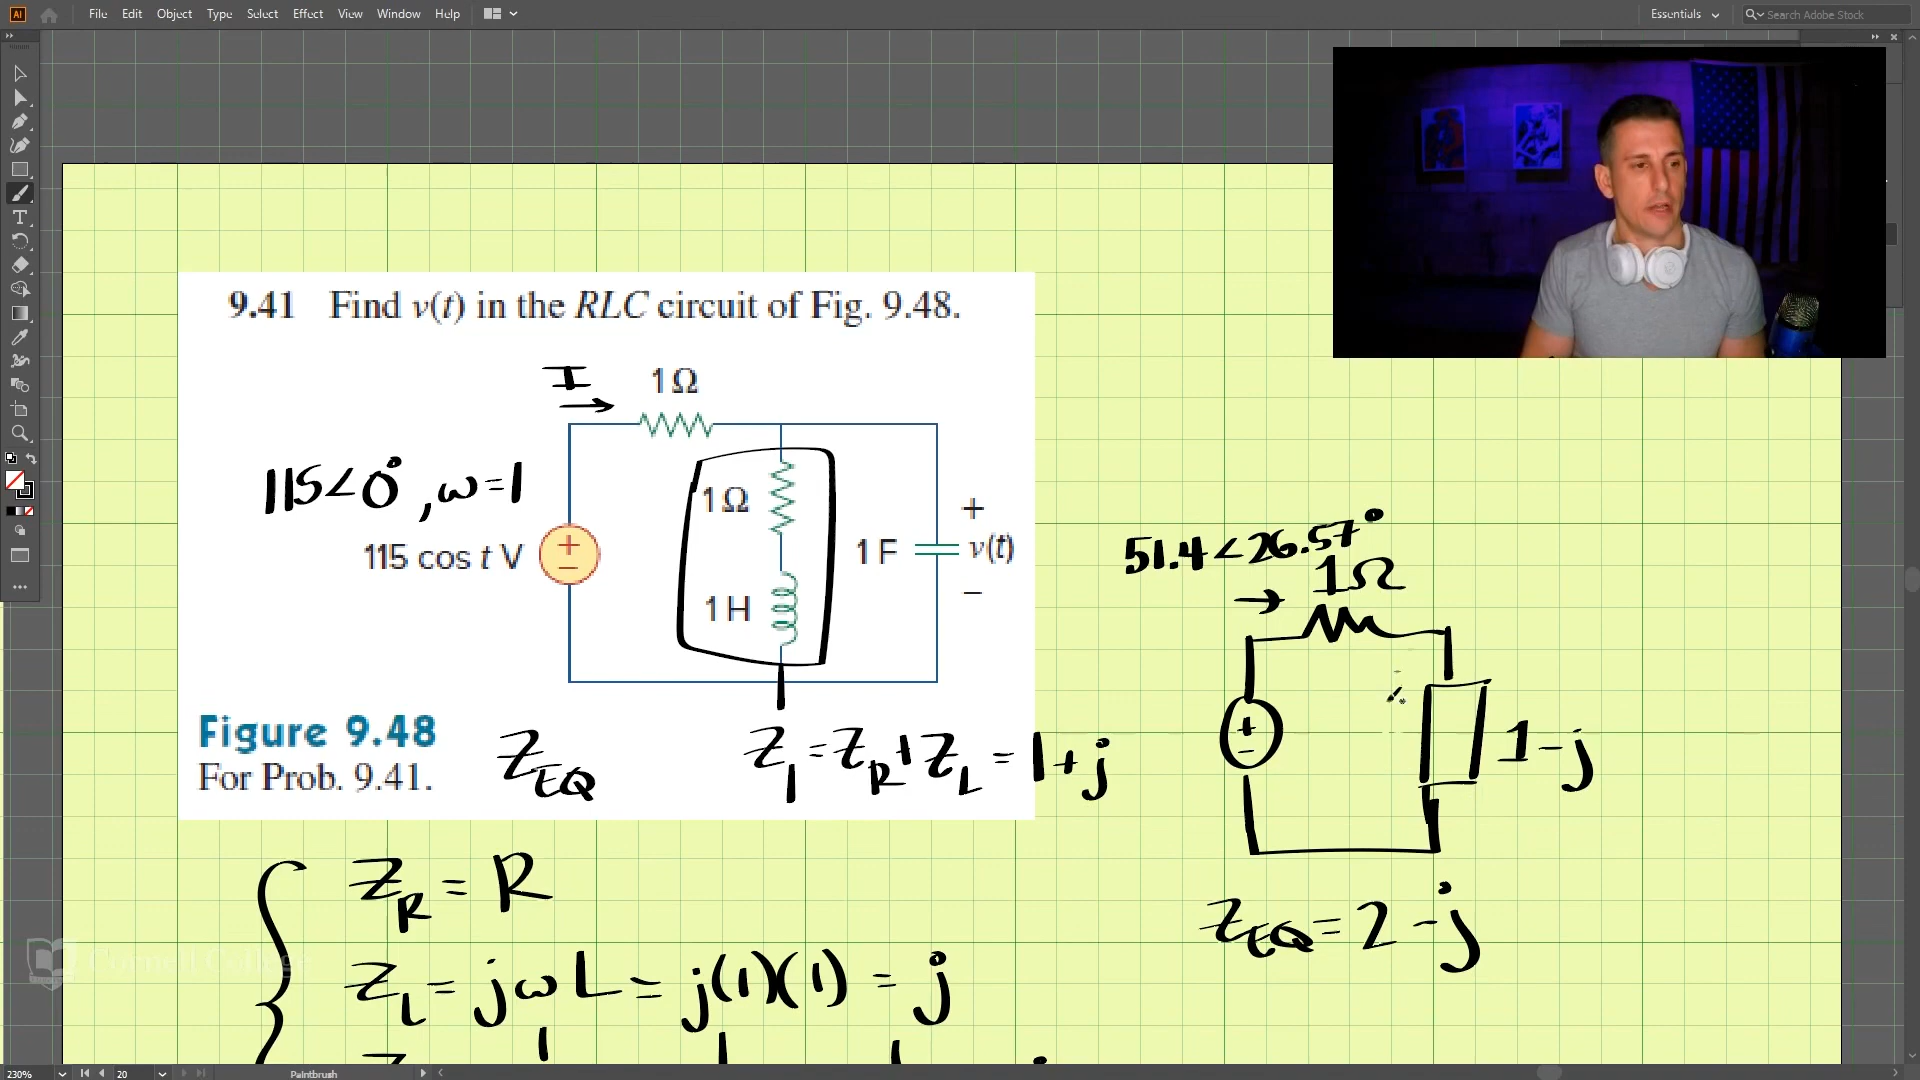 File Edit Object Type Select Effect View Window Help
Essentials
Search Adobe Stock
9.41 Find v(t) in the RLC circuit of Fig. 9.48.
I
1 Ω
115∠0°, ω=1
115 cos t V
+
−
1 Ω
1 H
1 F
+
v(t)
−
Figure 9.48
For Prob. 9.41.
Z_EQ
Z_1 = Z_R + Z_L = 1 + j
51.4∠26.57°
1Ω
+
-
1 - j
Z_EQ = 2 - j
Z_R = R
Z_L = jωL = j(1)(1) = j
Cornell College
230%
20
Paintbrush